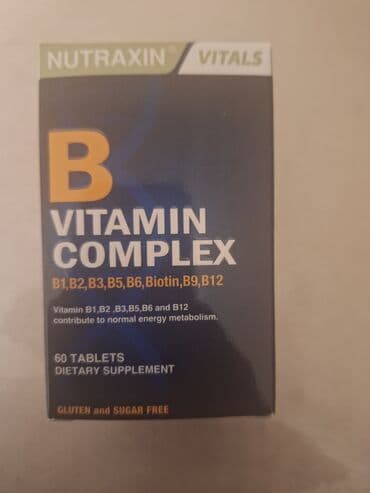 NUTRAXIN® VITALS
B
VITAMIN
COMPLEX
B1,B2,B3,B5,B6,Biotin,B9,B12
Vitamin B1,B2 ,B3,B5,B6 and B12
contribute to normal energy metabolism.
60 TABLETS
DIETARY SUPPLEMENT
GLUTEN and SUGAR FREE